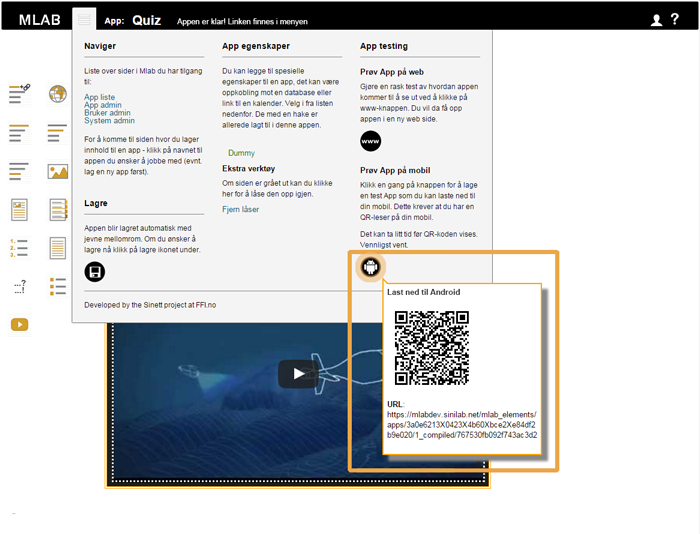 MLAB
App: Quiz Appen er klar! Linken finnes i menyen
?
Naviger
Liste over sider i Mlab du har tilgang
til:
App liste
App admin
Bruker admin
System admin
For å komme til siden hvor du lager
innhold til en app - klikk på navnet til
appen du ønsker å jobbe med (evnt.
lag en ny app først).
Lagre
Appen blir lagret automatisk med
jevne mellomrom. Om du ønsker å
lagre nå klikk på lagre ikonet under.
App egenskaper
Du kan legge til spesielle
egenskaper til en app, det kan være
oppkobling mot en database eller
link til en kalender. Velg i fra listen
nedenfor. De med en hake er
allerede lagt til i denne appen.
Dummy
Ekstra verktøy
Om siden er grået ut kan du klikke
her for å låse den opp igjen.
Fjern låser
App testing
Prøv App på web
Gjøre en rask test av hvordan appen
kommer til å se ut ved å klikke på
www-knappen. Du vil da få opp
appen i en ny web side.
www
Prøv App på mobil
Klikk en gang på knappen for å lage
en test App som du kan laste ned til
din mobil. Dette krever at du har en
QR-leser på din mobil.
Det kan ta litt tid før QR-koden vises.
Vennligst vent.
Last ned til Android
URL:
https://mlabdev.sinilab.net/mlab_elements/
apps/3a0e6213X0423X4b60Xbce2Xe84df2
b9e020/1_compiled/767530fb092f743ac3d2
Developed by the Sinett project at FFI.no
1.
2.
3.
...?
...!